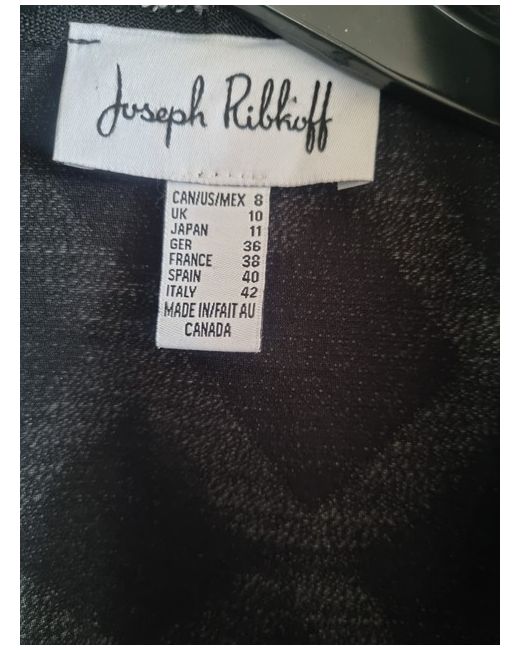 Joseph Ribkoff
CAN/US/MEX 8
UK 10
JAPAN 11
GER 36
FRANCE 38
SPAIN 40
ITALY 42
MADE IN/FAIT AU
CANADA